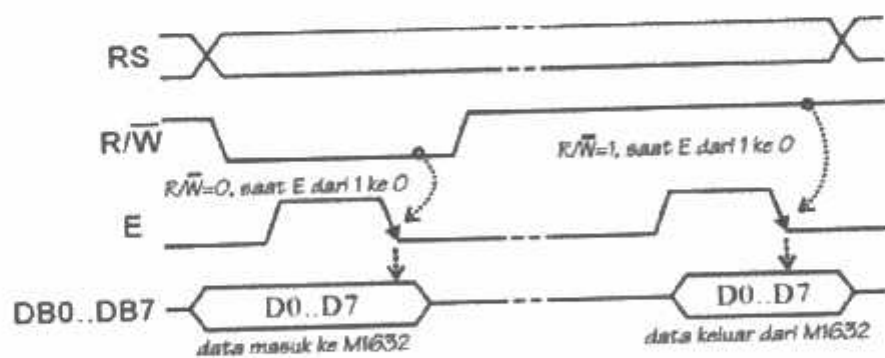 RS
R/W̅
R/W̅=0, saat E dari 1 ke 0
R/W̅=1, saat E dari 1 ke 0
E
DB0..DB7
D0..D7
D0..D7
data masuk ke M1632
data keluar dari M1632